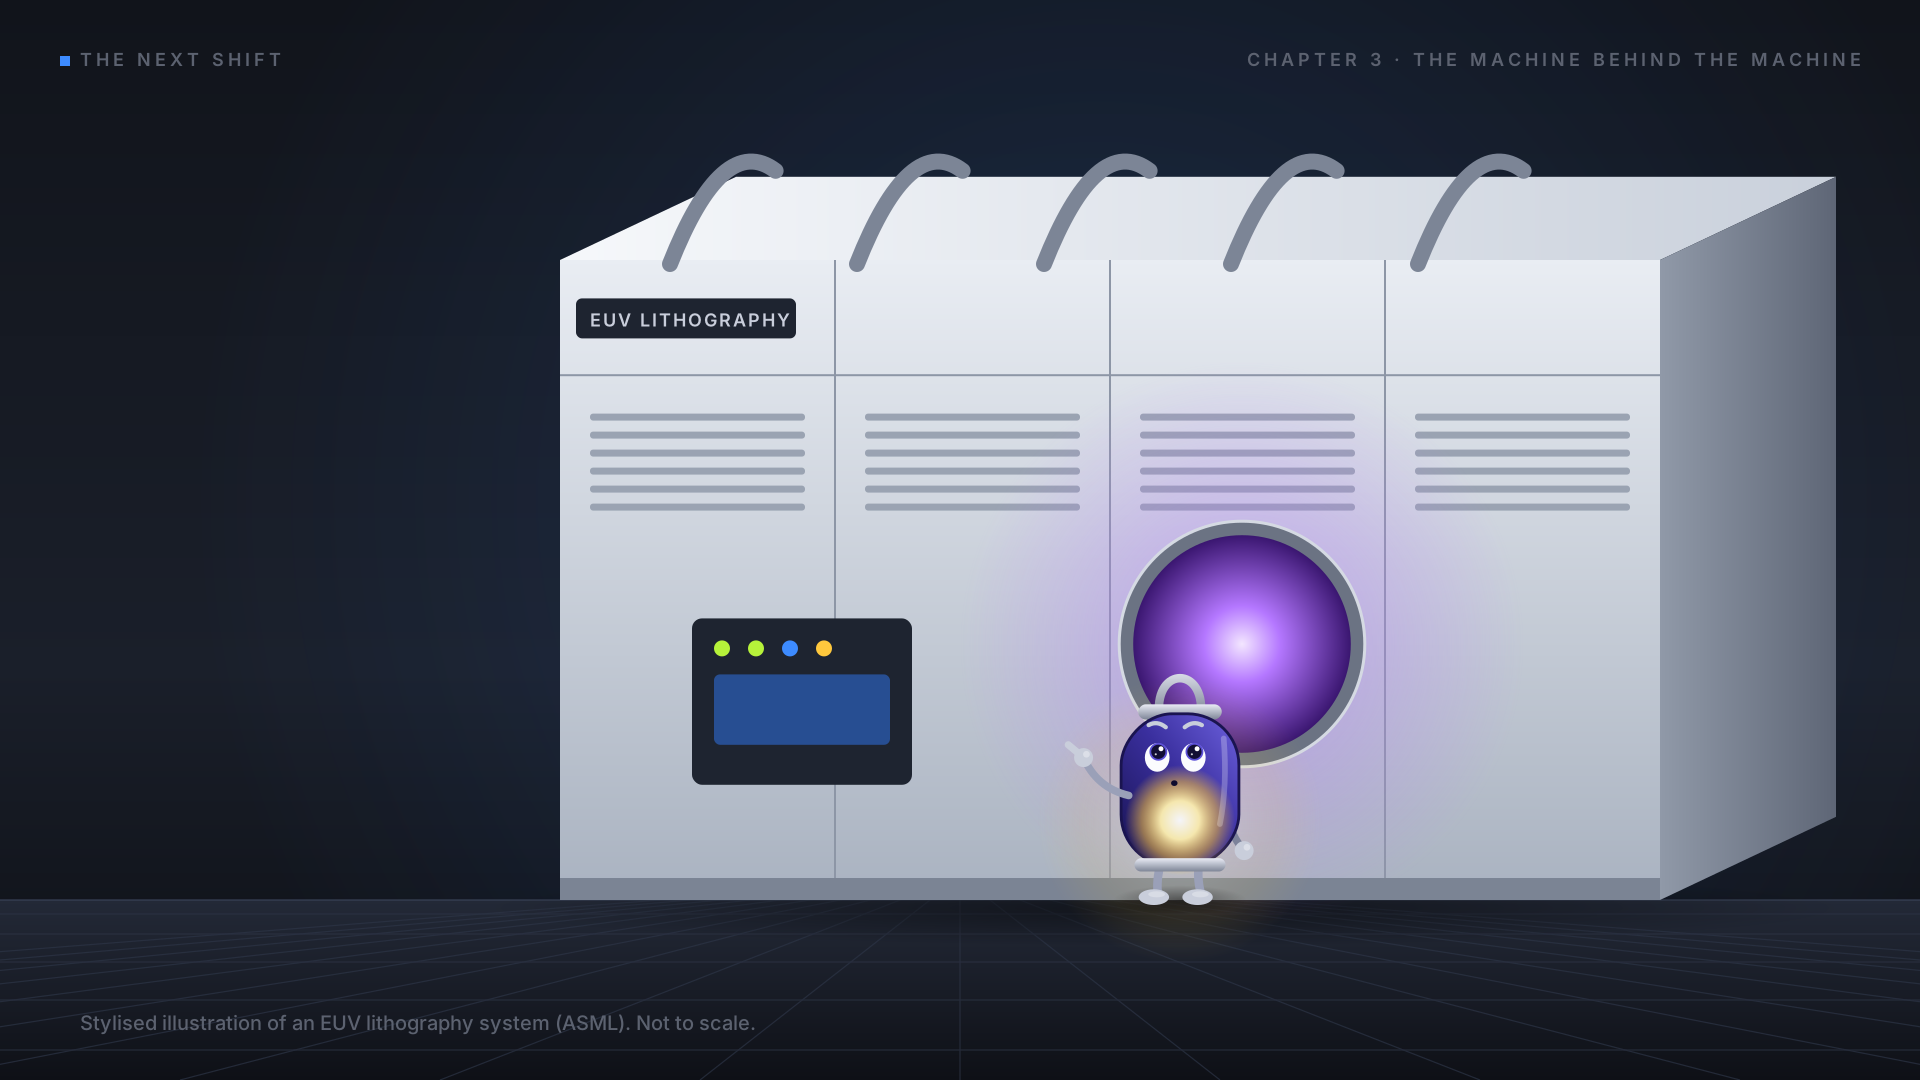 THE NEXT SHIFT
CHAPTER 3 · THE MACHINE BEHIND THE MACHINE
EUV LITHOGRAPHY
Stylised illustration of an EUV lithography system (ASML). Not to scale.